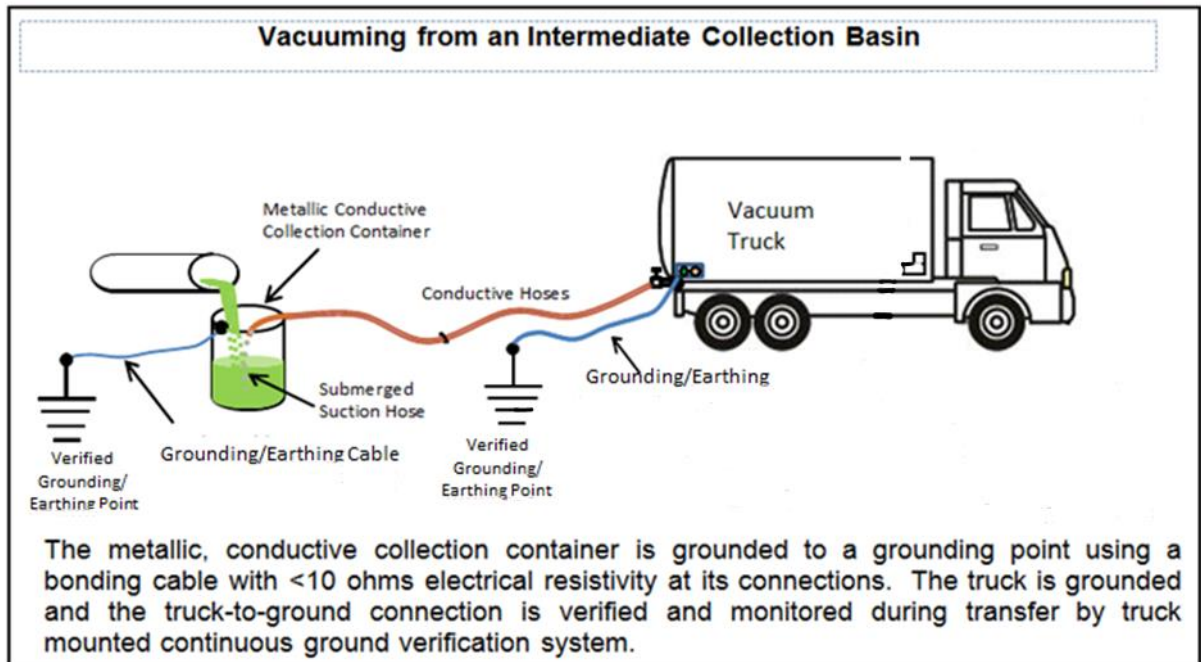 Vacuuming from an Intermediate Collection Basin
Metallic Conductive
Collection Container
Vacuum
Truck
Conductive Hoses
Grounding/Earthing
Submerged
Suction Hose
Grounding/Earthing Cable
Verified
Grounding/
Earthing Point
Verified
Grounding/
Earthing Point
The metallic, conductive collection container is grounded to a grounding point using a
bonding cable with <10 ohms electrical resistivity at its connections. The truck is grounded
and the truck-to-ground connection is verified and monitored during transfer by truck
mounted continuous ground verification system.